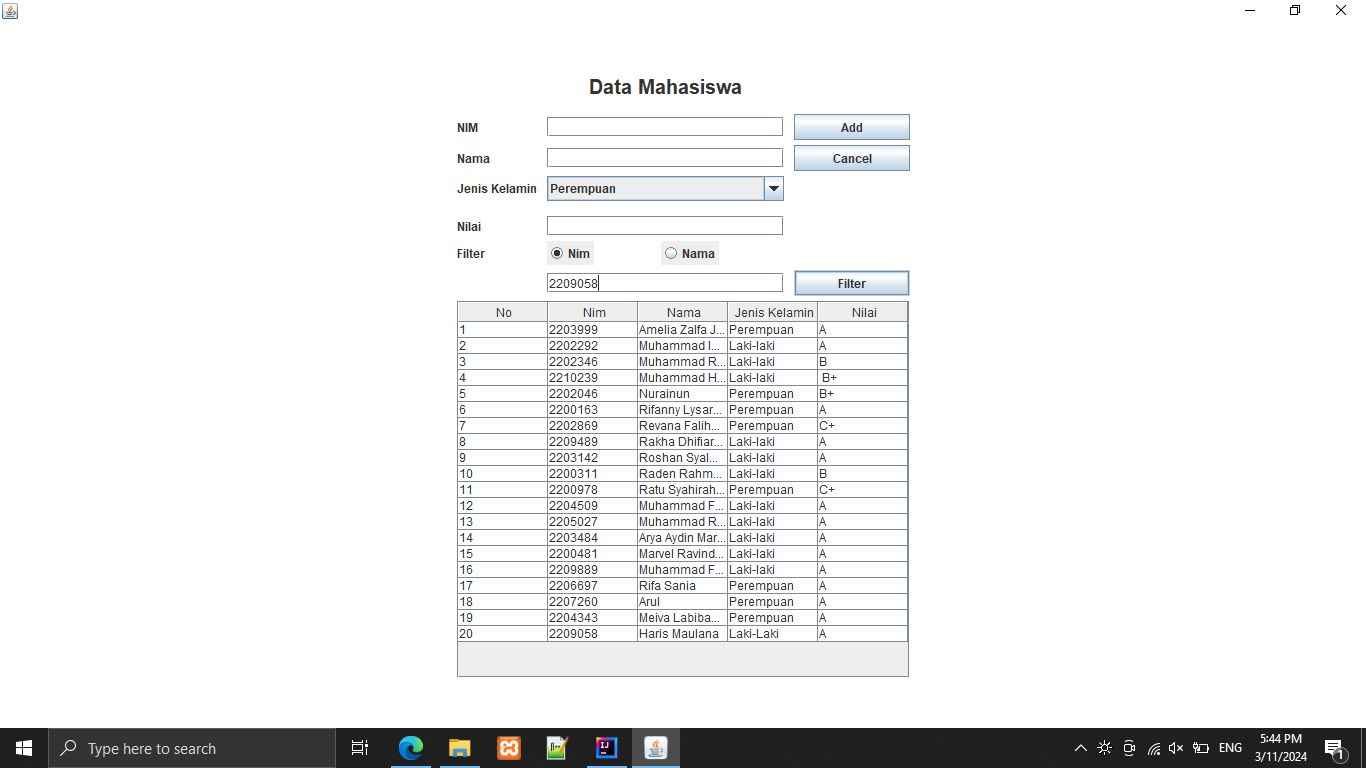 Data Mahasiswa
NIM Add
Nama Cancel
Jenis Kelamin Perempuan
Nilai
Filter Nim Nama
2209058 Filter
No Nim Nama Jenis Kelamin Nilai
1 2203999 Amelia Zalfa J... Perempuan A
2 2202292 Muhammad I... Laki-laki A
3 2202346 Muhammad R... Laki-laki B
4 2210239 Muhammad H... Laki-laki B+
5 2202046 Nurainun Perempuan B+
6 2200163 Rifanny Lysar... Perempuan A
7 2202869 Revana Falih... Perempuan C+
8 2209489 Rakha Dhifiar... Laki-laki A
9 2203142 Roshan Syal... Laki-laki A
10 2200311 Raden Rahm... Laki-laki B
11 2200978 Ratu Syahirah... Perempuan C+
12 2204509 Muhammad F... Laki-laki A
13 2205027 Muhammad R... Laki-laki A
14 2203484 Arya Aydin Mar... Laki-laki A
15 2200481 Marvel Ravind... Laki-laki A
16 2209889 Muhammad F... Laki-laki A
17 2206697 Rifa Sania Perempuan A
18 2207260 Arul Perempuan A
19 2204343 Meiva Labiba... Perempuan A
20 2209058 Haris Maulana Laki-Laki A
Type here to search ENG 5:44 PM
3/11/2024 1